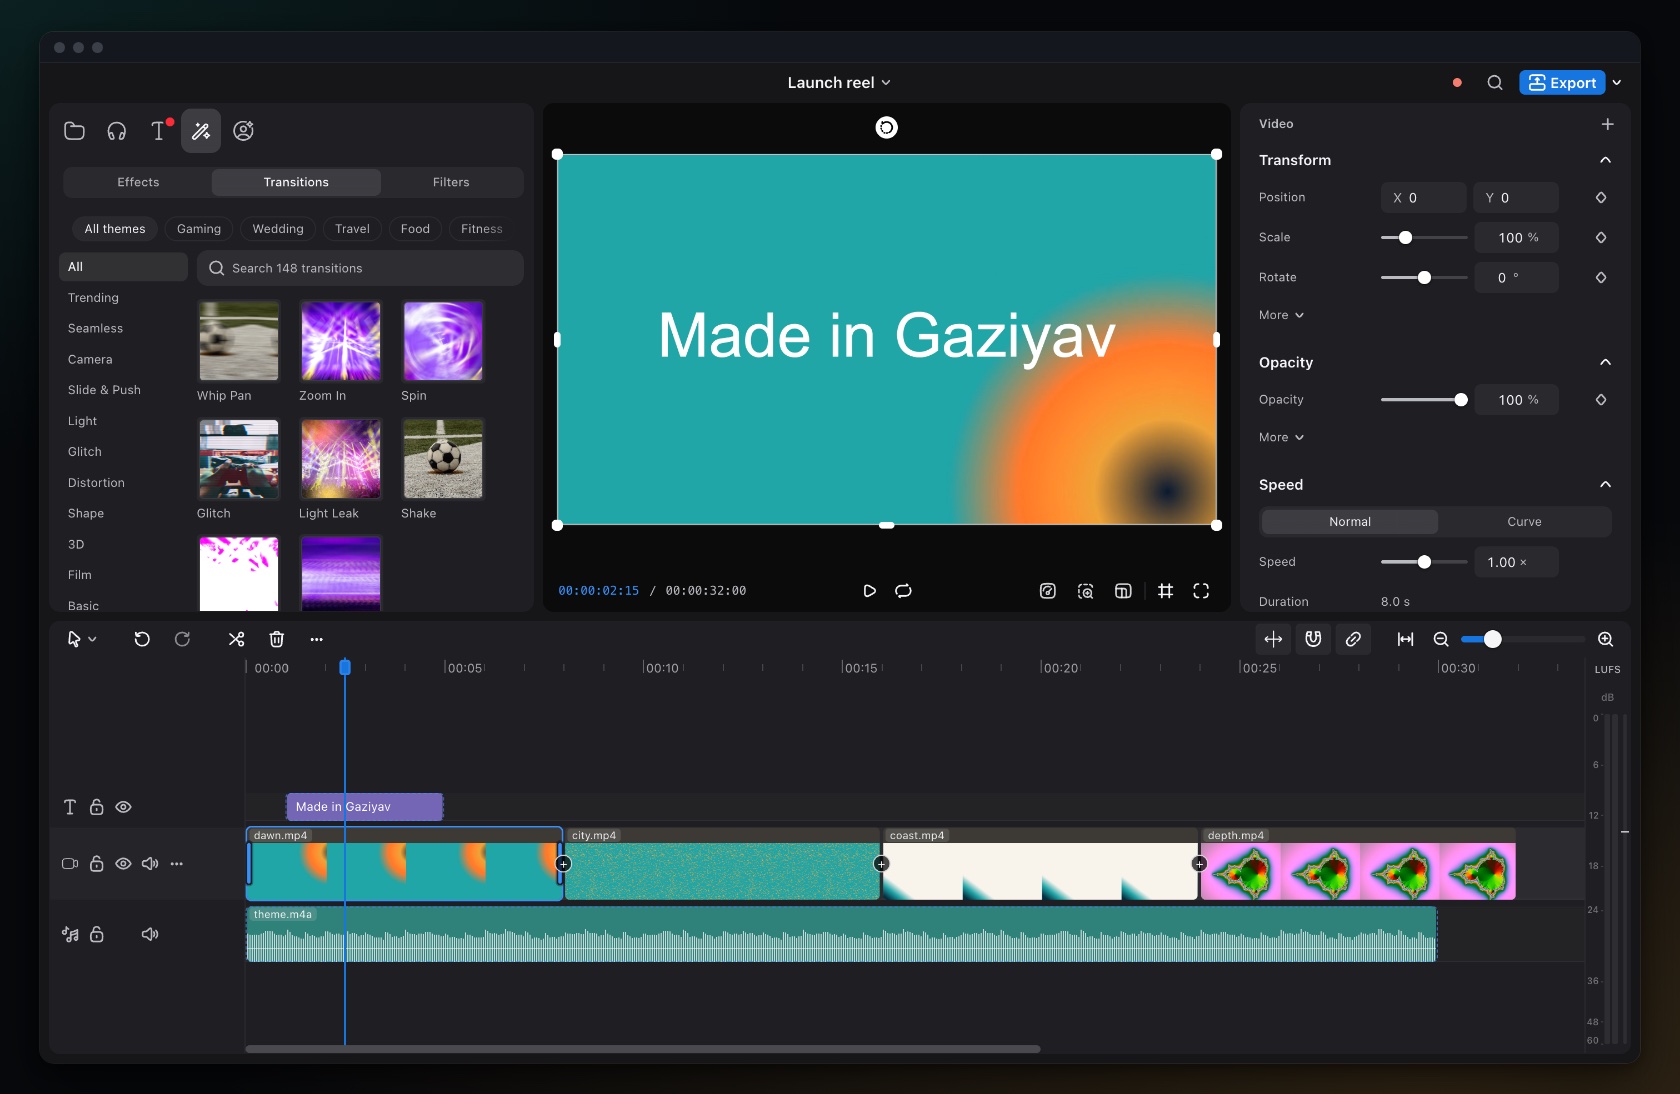 Launch reel
Export
Effects
Transitions
Filters
All themes
Gaming
Wedding
Travel
Food
Fitness
All
Trending
Seamless
Camera
Slide & Push
Light
Glitch
Distortion
Shape
3D
Film
Basic
Search 148 transitions
Whip Pan
Zoom In
Spin
Glitch
Light Leak
Shake
Made in Gaziyav
00:00:02:15 / 00:00:32:00
Video
Transform
Position X 0 Y 0
Scale 100 %
Rotate 0 °
More
Opacity
Opacity 100 %
More
Speed
Normal
Curve
Speed 1.00 ×
Duration 8.0 s
00:00 00:05 00:10 00:15 00:20 00:25 00:30
LUFS
dB
0
6
12
18
24
36
48
60
Made in Gaziyav
dawn.mp4
city.mp4
coast.mp4
depth.mp4
theme.m4a